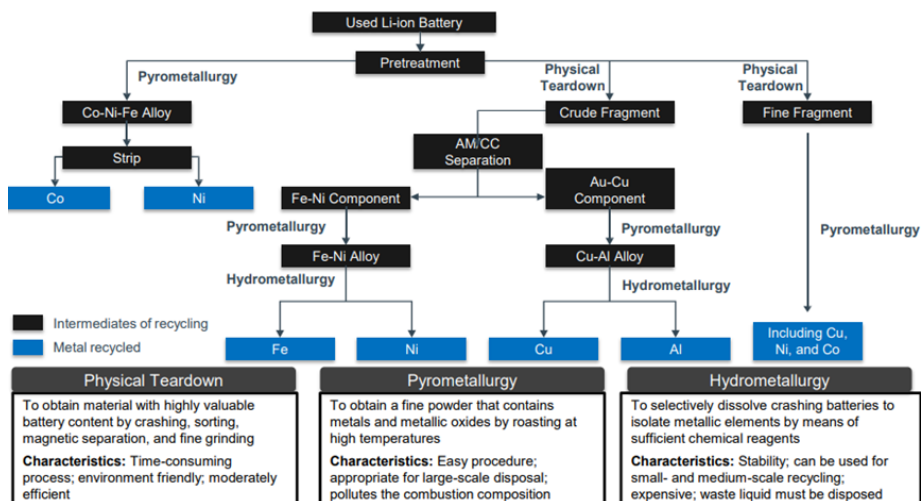 Used Li-ion Battery
Pretreatment
Pyrometallurgy
Physical
Teardown
Physical
Teardown
Co-Ni-Fe Alloy
Crude Fragment
Fine Fragment
AM/CC
Separation
Strip
Co
Ni
Fe-Ni Component
Au-Cu
Component
Pyrometallurgy
Pyrometallurgy
Pyrometallurgy
Fe-Ni Alloy
Cu-Al Alloy
Hydrometallurgy
Hydrometallurgy
Intermediates of recycling
Metal recycled
Fe
Ni
Cu
Al
Including Cu,
Ni, and Co
Physical Teardown
To obtain material with highly valuable
battery content by crashing, sorting,
magnetic separation, and fine grinding
Characteristics: Time-consuming
process; environment friendly; moderately
efficient
Pyrometallurgy
To obtain a fine powder that contains
metals and metallic oxides by roasting at
high temperatures
Characteristics: Easy procedure;
appropriate for large-scale disposal;
pollutes the combustion composition
Hydrometallurgy
To selectively dissolve crashing batteries to
isolate metallic elements by means of
sufficient chemical reagents
Characteristics: Stability; can be used for
small- and medium-scale recycling;
expensive; waste liquid must be disposed